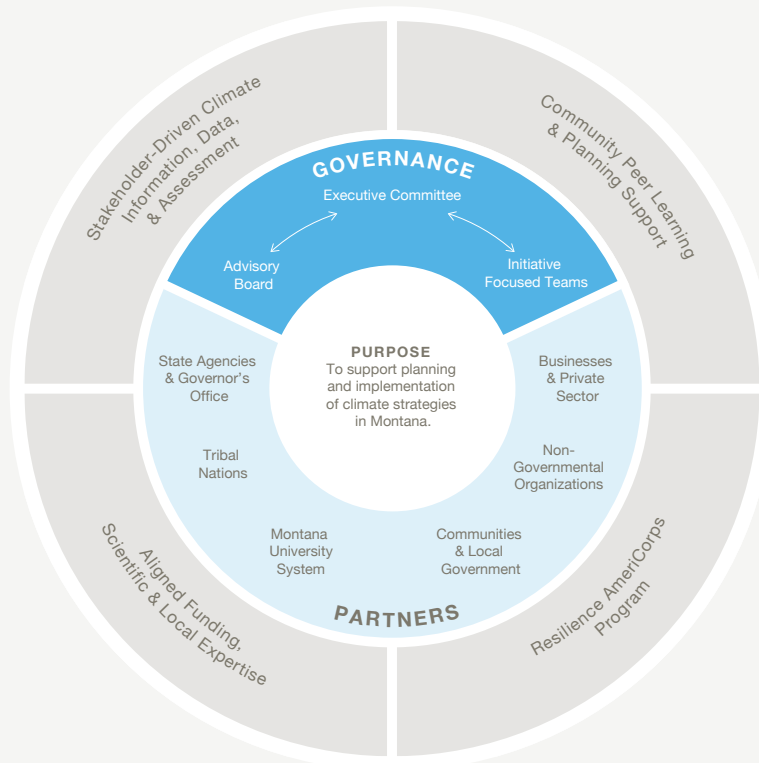 Stakeholder-Driven Climate
Information, Data,
& Assessment
Community Peer Learning
& Planning Support
GOVERNANCE
Executive Committee
Advisory
Board
Initiative
Focused Teams
PURPOSE
To support planning
and implementation
of climate strategies
in Montana.
State Agencies
& Governor's
Office
Businesses
& Private
Sector
Tribal
Nations
Non-
Governmental
Organizations
Montana
University
System
Communities
& Local
Government
PARTNERS
Aligned Funding,
Scientific & Local Expertise
Resilience AmeriCorps
Program